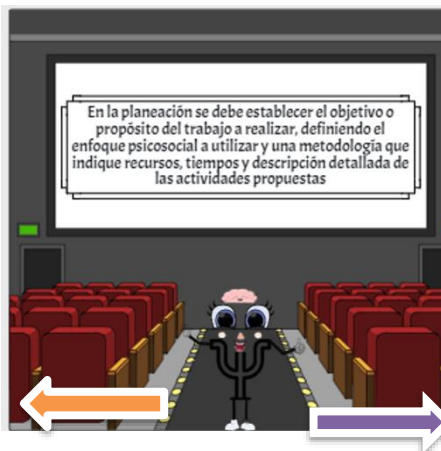 En la planeación se debe establecer el objetivo o
propósito del trabajo a realizar, definiendo el
enfoque psicosocial a utilizar y una metodología que
indique recursos, tiempos y descripción detallada de
las actividades propuestas